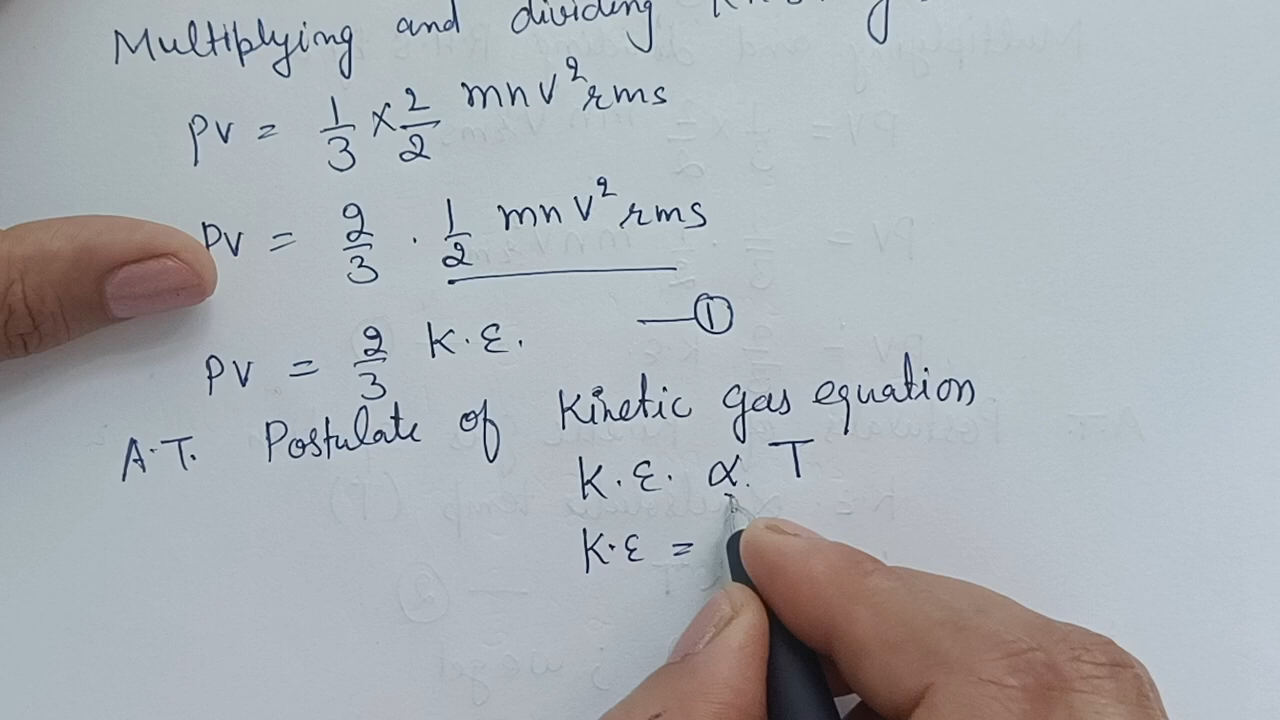 Multiplying and dividing
PV = 1/3 × 2/2 mnv²rms
PV = 2/3 . 1/2 mnv²rms
PV = 2/3 K.E. —①
A.T. Postulate of Kinetic gas equation
K.E. α T
K.E =